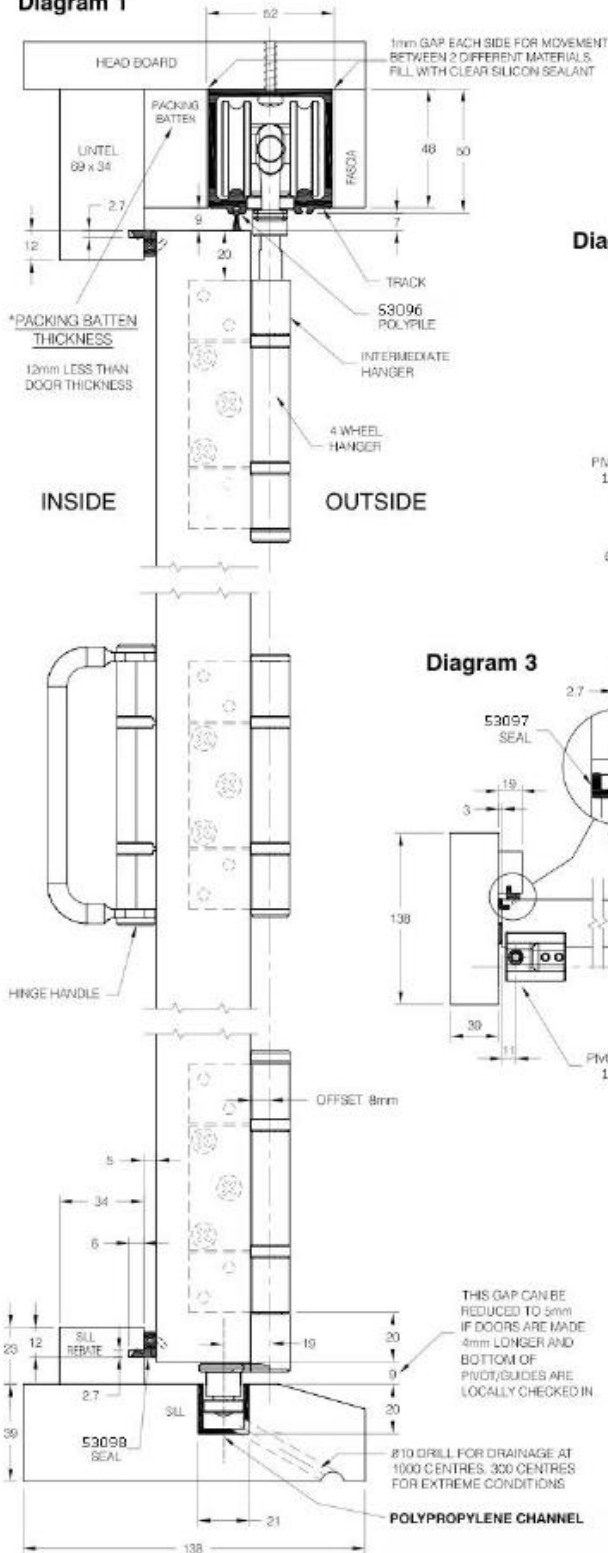 Diagram 1
52
1mm GAP EACH SIDE FOR MOVEMENT
BETWEEN 2 DIFFERENT MATERIALS.
FILL WITH CLEAR SILICON SEALANT
HEAD BOARD
PACKING
BATTEN
LINTEL
69 x 34
FASCIA
48
50
2.7
9
7
12
20
TRACK
53096
POLYPILE
*PACKING BATTEN
THICKNESS
12mm LESS THAN
DOOR THICKNESS
INTERMEDIATE
HANGER
4 WHEEL
HANGER
INSIDE
OUTSIDE
Dia
PIV
1
Diagram 3
2.7
53097
SEAL
19
3
138
39
11
PIV
1
HINGE HANDLE
OFFSET 8mm
5
34
6
23
12
SILL
REBATE
2.7
39
53098
SEAL
SILL
19
20
9
20
21
138
THIS GAP CAN BE
REDUCED TO 5mm
IF DOORS ARE MADE
4mm LONGER AND
BOTTOM OF
PIVOT/GUIDES ARE
LOCALLY CHECKED IN.
Ø10 DRILL FOR DRAINAGE AT
1000 CENTRES, 300 CENTRES
FOR EXTREME CONDITIONS
POLYPROPYLENE CHANNEL